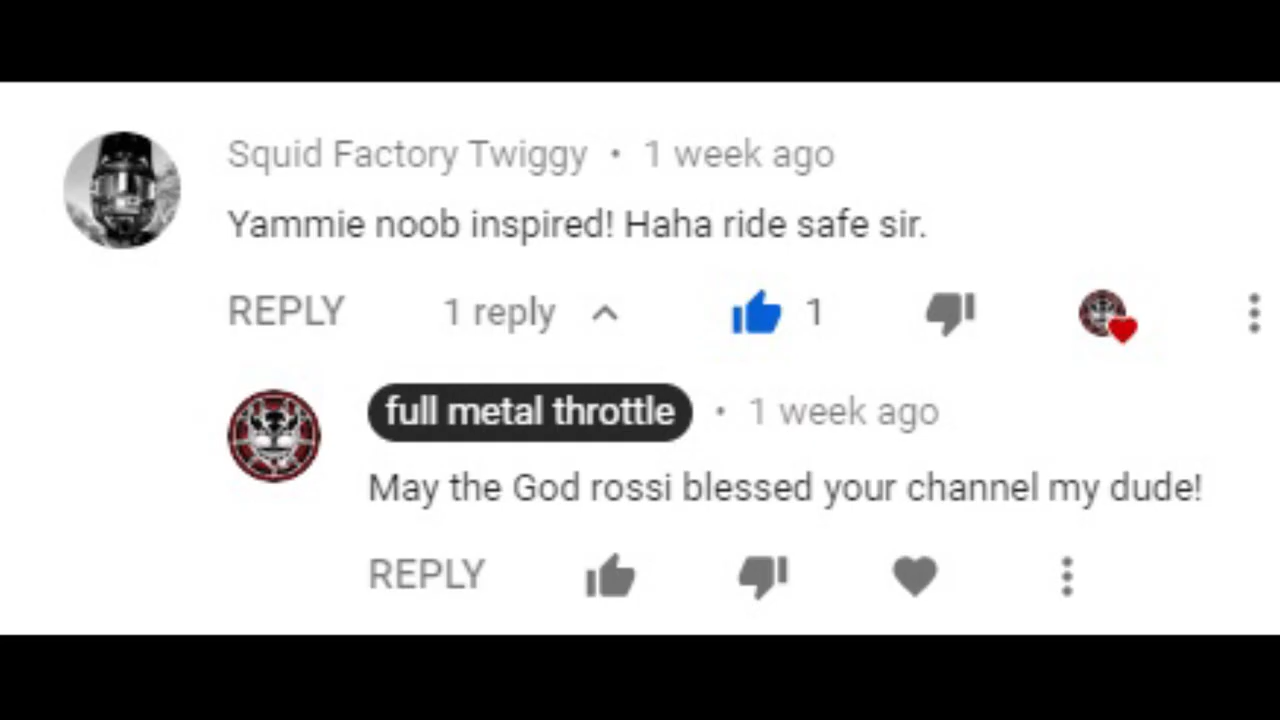 Squid Factory Twiggy • 1 week ago
Yammie noob inspired! Haha ride safe sir.
REPLY 1 reply 1
full metal throttle • 1 week ago
May the God rossi blessed your channel my dude!
REPLY